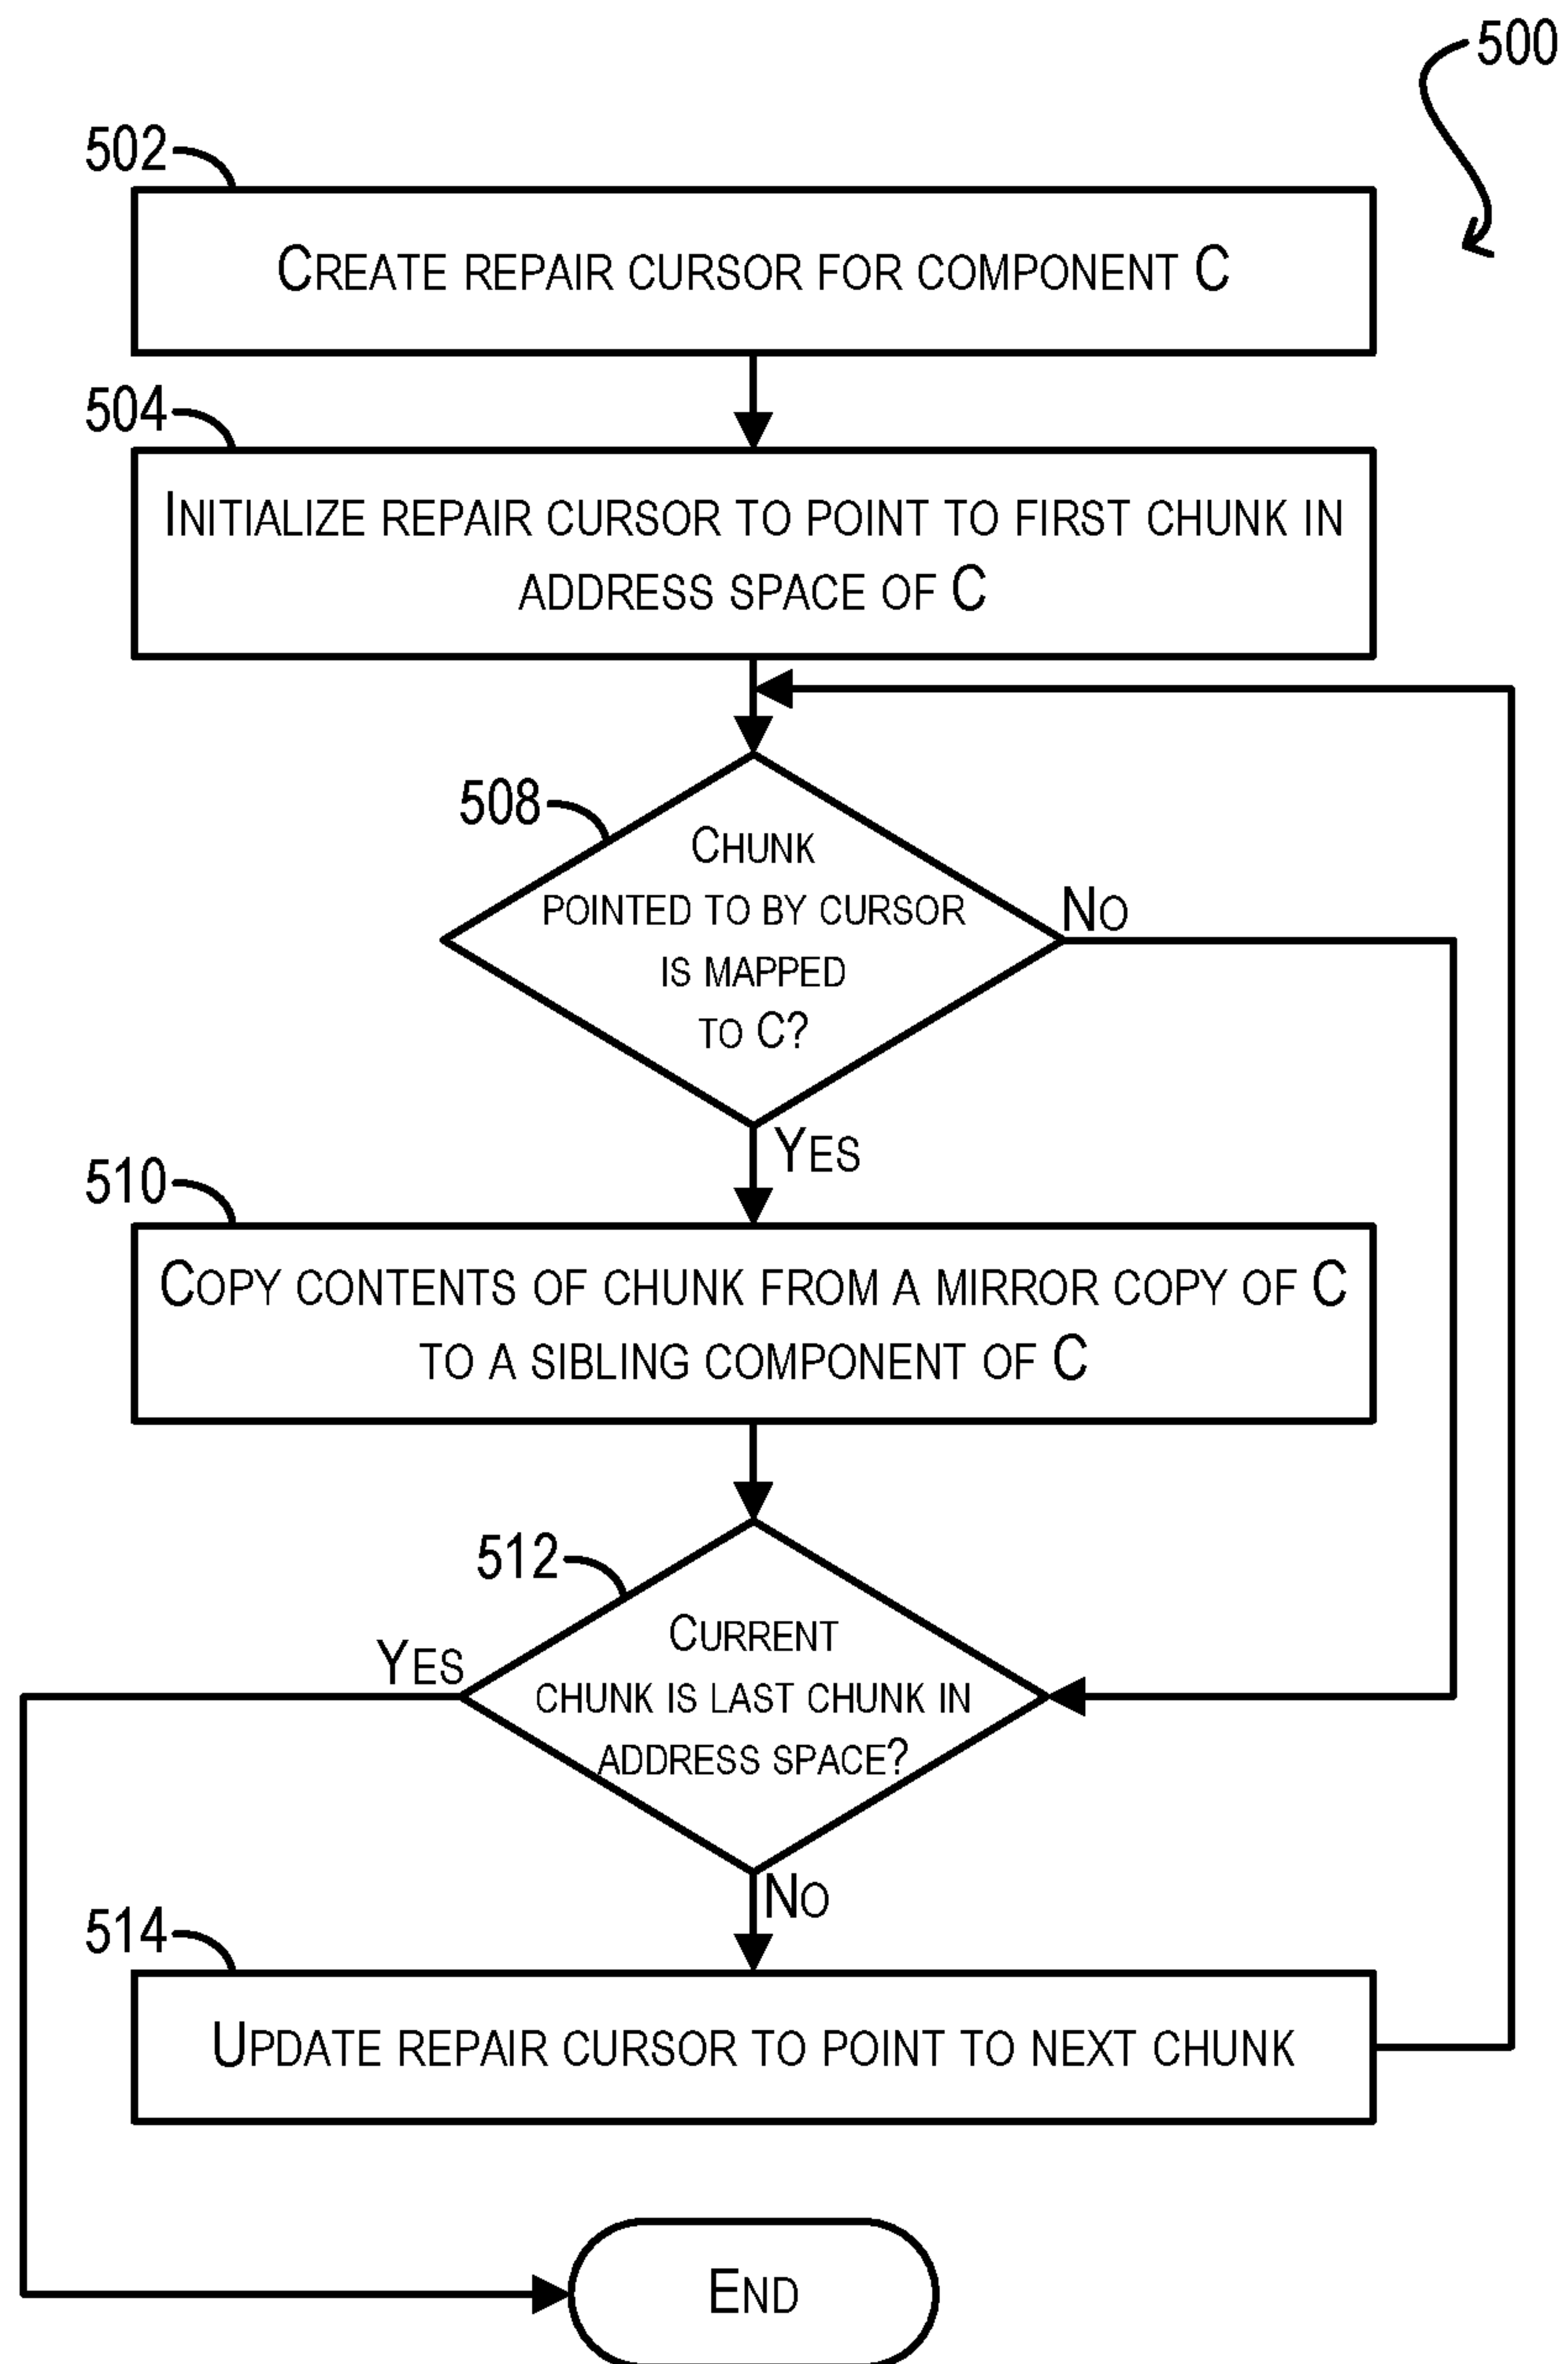 500
502
Create repair cursor for component C
504
Initialize repair cursor to point to first chunk in
address space of C
508
Chunk
pointed to by cursor
is mapped
to C?
No
Yes
510
Copy contents of chunk from a mirror copy of C
to a sibling component of C
512
Current
chunk is last chunk in
address space?
Yes
No
514
Update repair cursor to point to next chunk
End